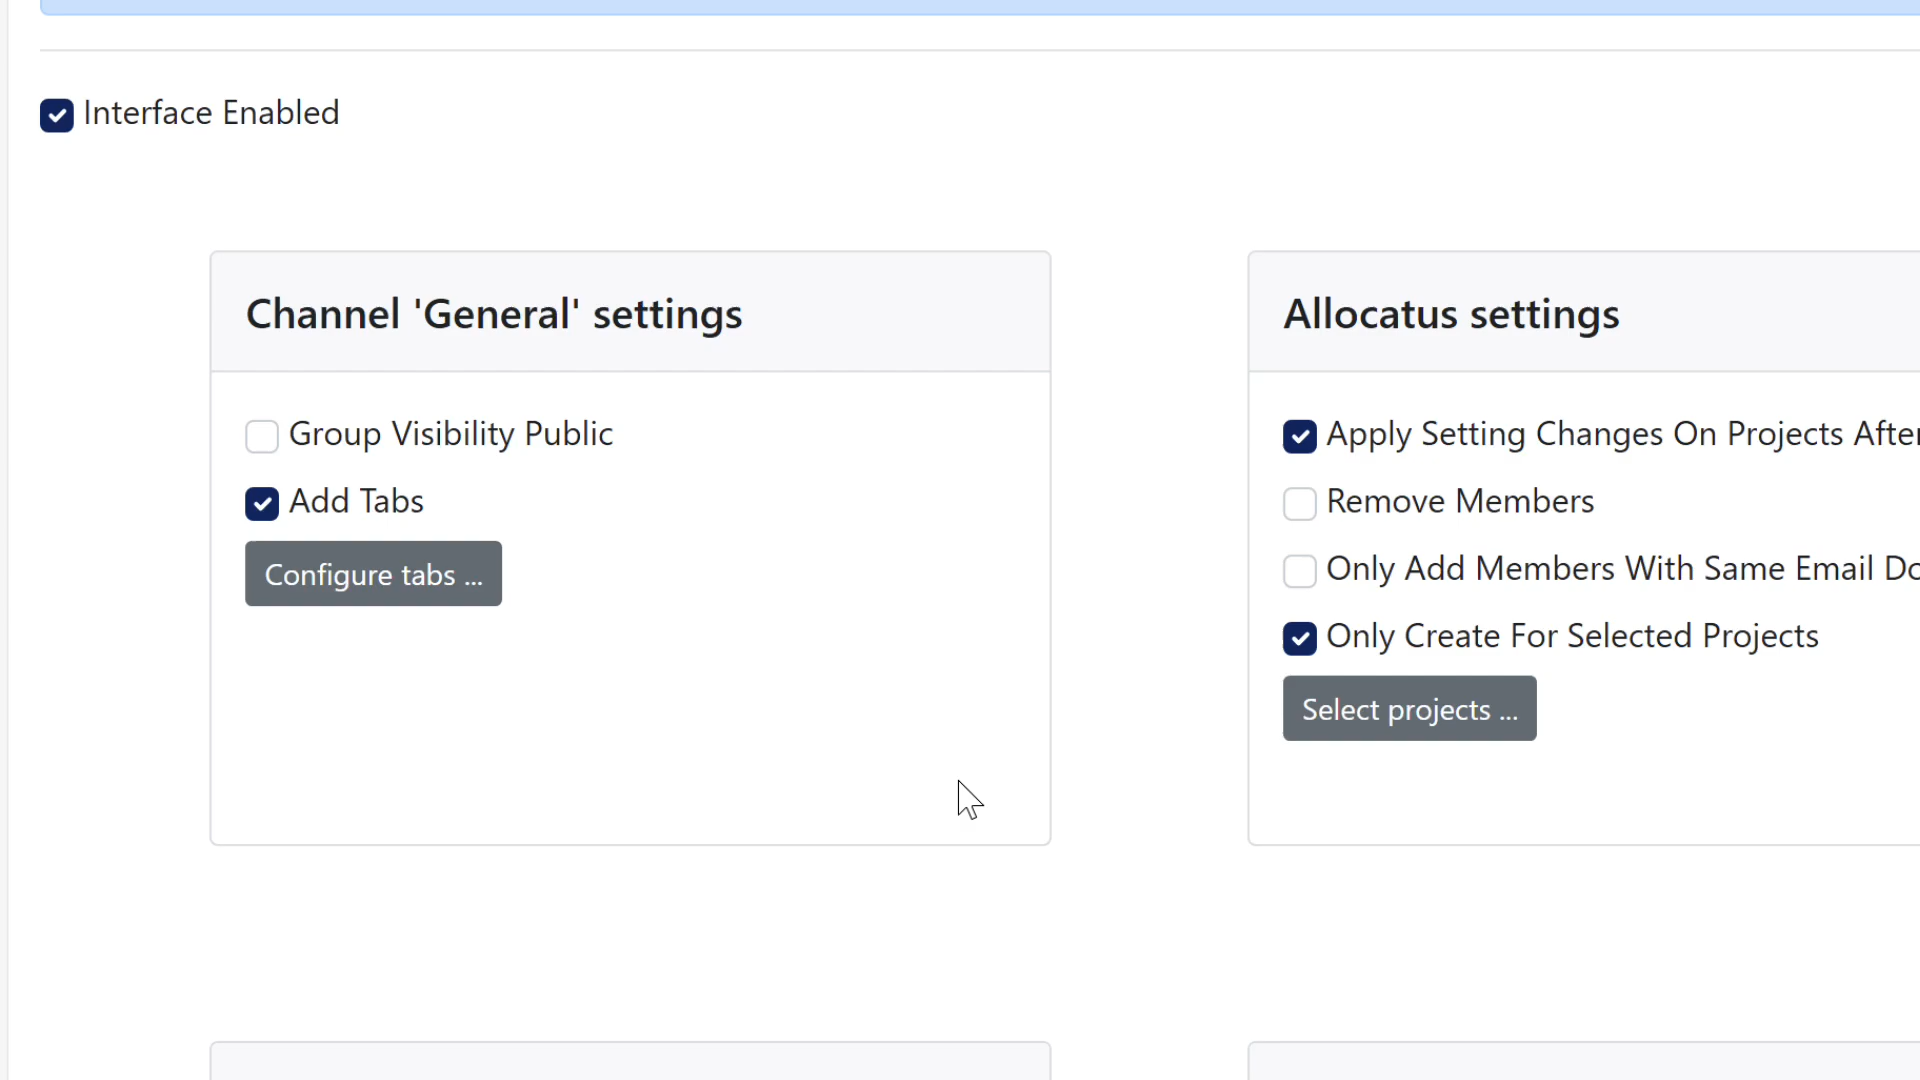 Interface Enabled
Channel 'General' settings
Group Visibility Public
Add Tabs
Configure tabs ...
Allocatus settings
Apply Setting Changes On Projects After
Remove Members
Only Add Members With Same Email
Only Create For Selected Projects
Select projects ...